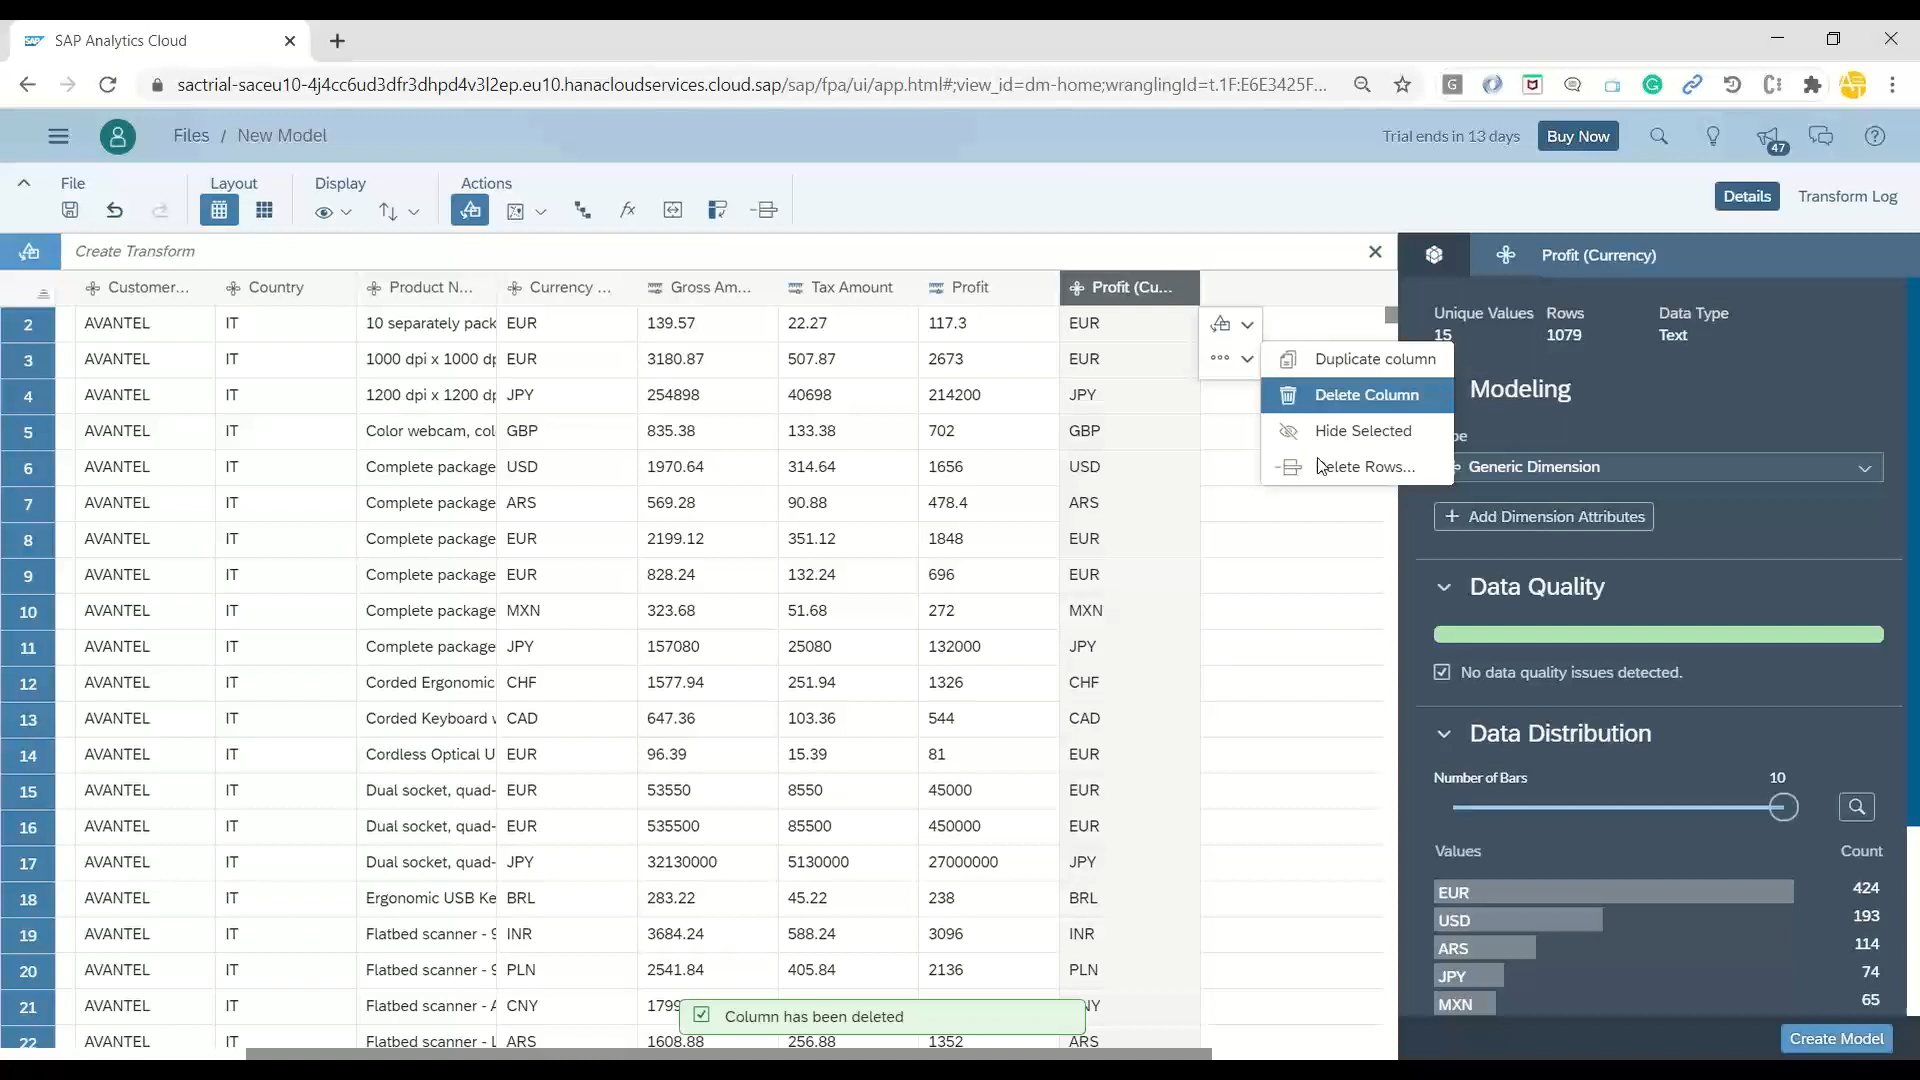 SAP Analytics Cloud
sactrial-saceu10-4j4cc6ud3dfr3dhpd4v3l2ep.eu10.hanacloudservices.cloud.sap/sap/fpa/ui/app.html#;view_id=dm-home;wranglingId=t.1F:E6E3425F...
Files / New Model
Trial ends in 13 days Buy Now 47
File Layout Display Actions
Details Transform Log
Create Transform
Profit (Currency)
Customer... Country Product N... Currency ... Gross Am... Tax Amount Profit Profit (Cu...
2 AVANTEL IT 10 separately pack EUR 139.57 22.27 117.3 EUR
3 AVANTEL IT 1000 dpi x 1000 dp EUR 3180.87 507.87 2673 EUR
4 AVANTEL IT 1200 dpi x 1200 dp JPY 254898 40698 214200 JPY
5 AVANTEL IT Color webcam, col GBP 835.38 133.38 702 GBP
6 AVANTEL IT Complete package USD 1970.64 314.64 1656 USD
7 AVANTEL IT Complete package ARS 569.28 90.88 478.4 ARS
8 AVANTEL IT Complete package EUR 2199.12 351.12 1848 EUR
9 AVANTEL IT Complete package EUR 828.24 132.24 696 EUR
10 AVANTEL IT Complete package MXN 323.68 51.68 272 MXN
11 AVANTEL IT Complete package JPY 157080 25080 132000 JPY
12 AVANTEL IT Corded Ergonomic CHF 1577.94 251.94 1326 CHF
13 AVANTEL IT Corded Keyboard w CAD 647.36 103.36 544 CAD
14 AVANTEL IT Cordless Optical U EUR 96.39 15.39 81 EUR
15 AVANTEL IT Dual socket, quad- EUR 53550 8550 45000 EUR
16 AVANTEL IT Dual socket, quad- EUR 535500 85500 450000 EUR
17 AVANTEL IT Dual socket, quad- JPY 32130000 5130000 27000000 JPY
18 AVANTEL IT Ergonomic USB Ke BRL 283.22 45.22 238 BRL
19 AVANTEL IT Flatbed scanner - 9 INR 3684.24 588.24 3096 INR
20 AVANTEL IT Flatbed scanner - 9 PLN 2541.84 405.84 2136 PLN
21 AVANTEL IT Flatbed scanner - A CNY 1799 NY
22 AVANTEL IT Flatbed scanner - L ARS 1608.88 256.88 1352 ARS
Column has been deleted
Duplicate column
Delete Column
Hide Selected
elete Rows...
Unique Values Rows Data Type
15 1079 Text
Modeling
pe
Generic Dimension
+ Add Dimension Attributes
Data Quality
No data quality issues detected.
Data Distribution
Number of Bars 10
Values Count
EUR 424
USD 193
ARS 114
JPY 74
MXN 65
Create Model